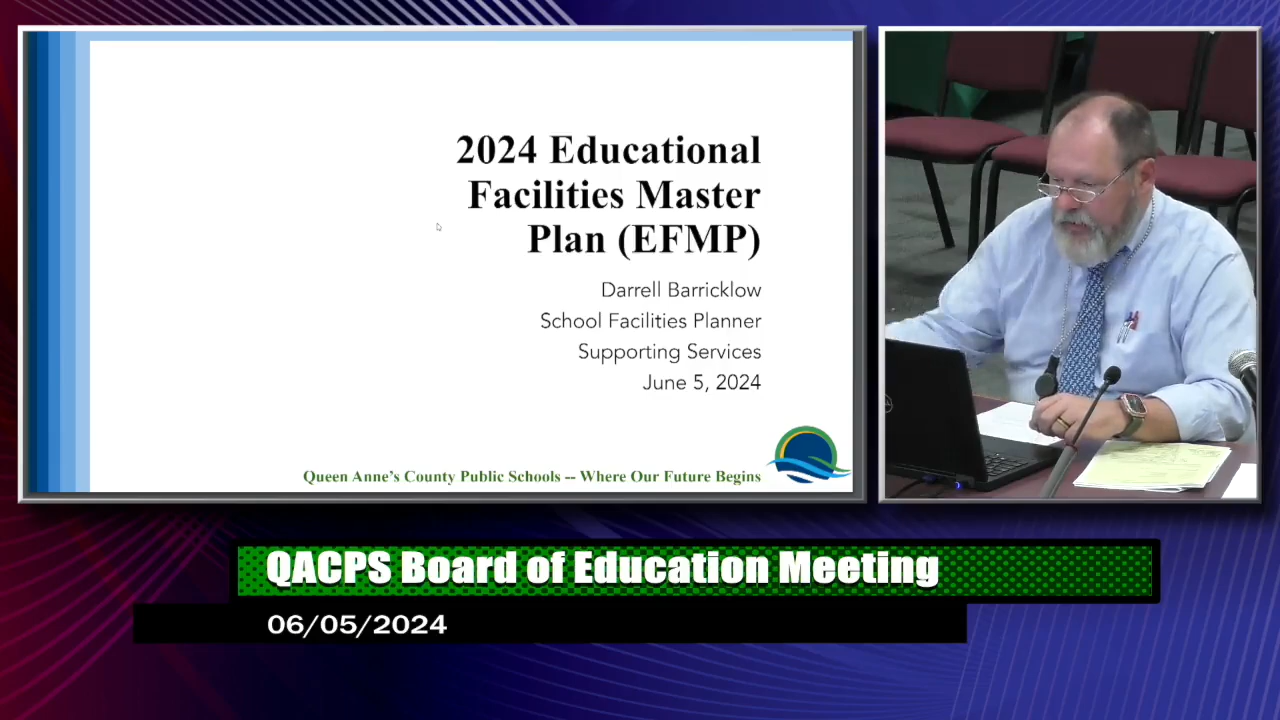 2024 Educational
Facilities Master
Plan (EFMP)
Darrell Barricklow
School Facilities Planner
Supporting Services
June 5, 2024
Queen Anne's County Public Schools -- Where Our Future Begins
QACPS Board of Education Meeting
06/05/2024